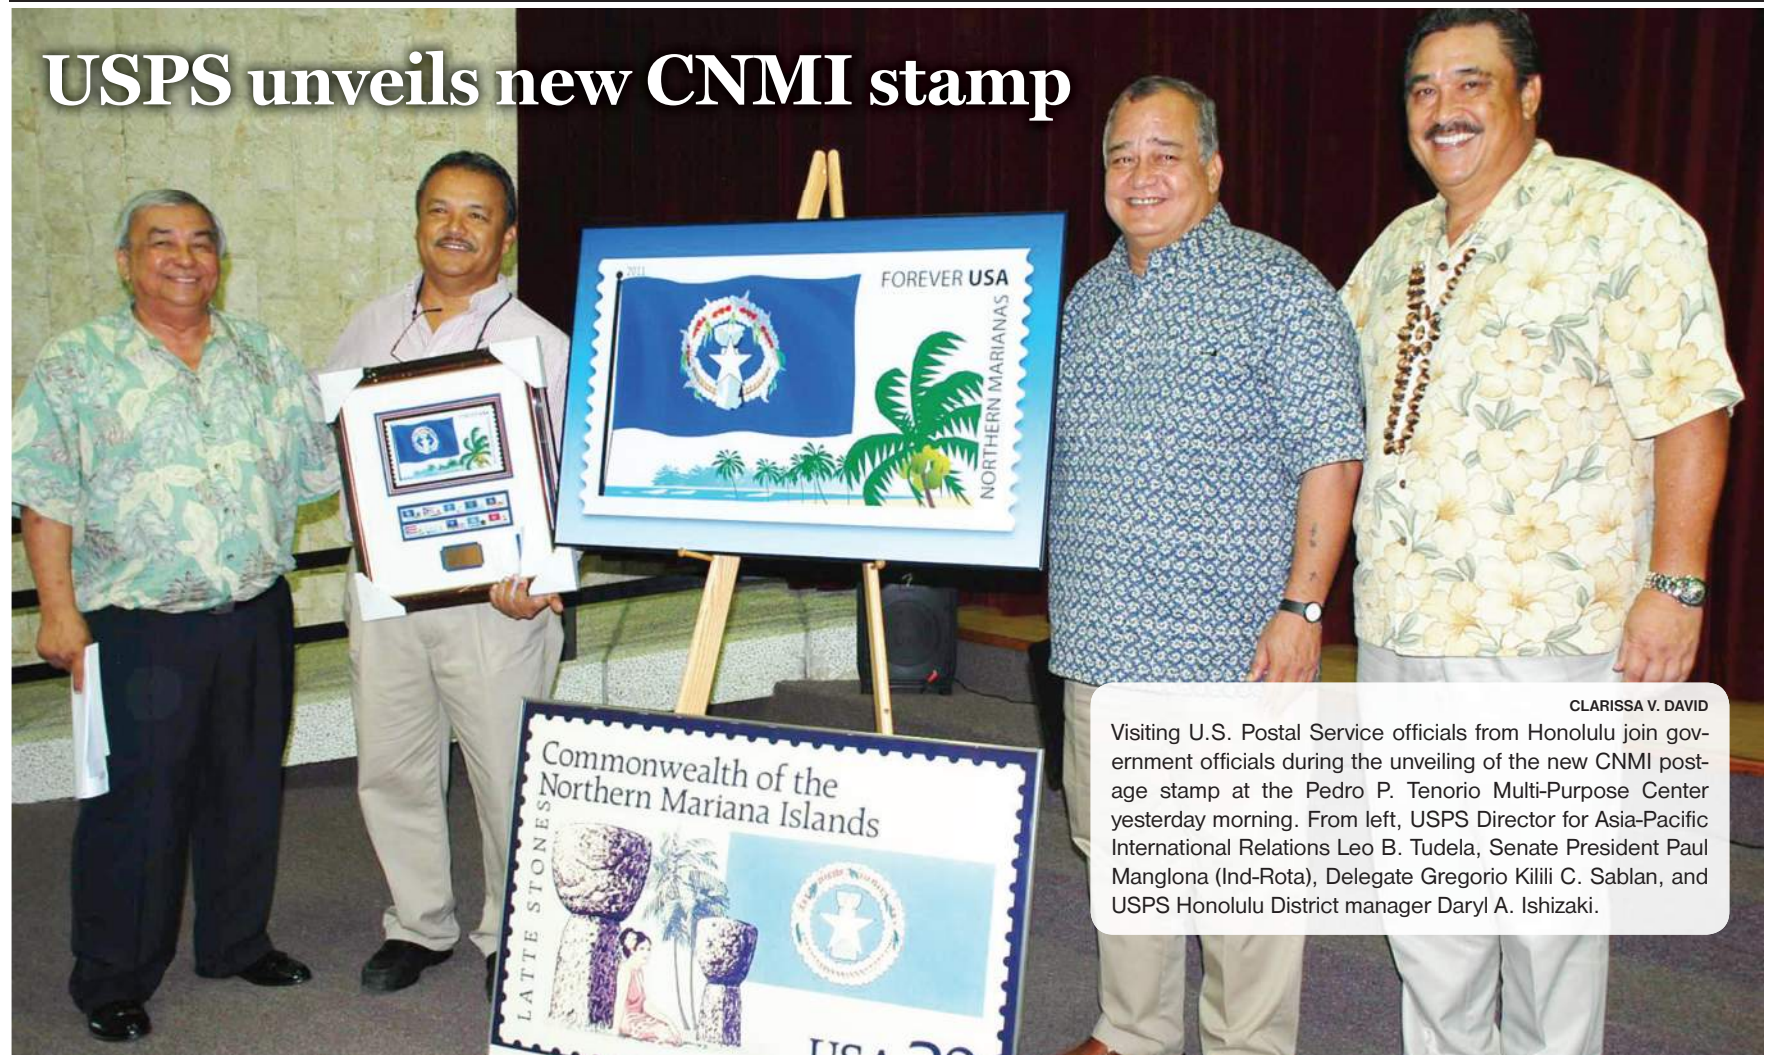 USPS unveils new CNMI stamp
2011
FOREVER USA
NORTHERN MARIANAS
Commonwealth of the
Northern Mariana Islands
LATTE STONES
USA
CLARISSA V. DAVID
Visiting U.S. Postal Service officials from Honolulu join gov-
ernment officials during the unveiling of the new CNMI post-
age stamp at the Pedro P. Tenorio Multi-Purpose Center
yesterday morning. From left, USPS Director for Asia-Pacific
International Relations Leo B. Tudela, Senate President Paul
Manglona (Ind-Rota), Delegate Gregorio Kilili C. Sablan, and
USPS Honolulu District manager Daryl A. Ishizaki.